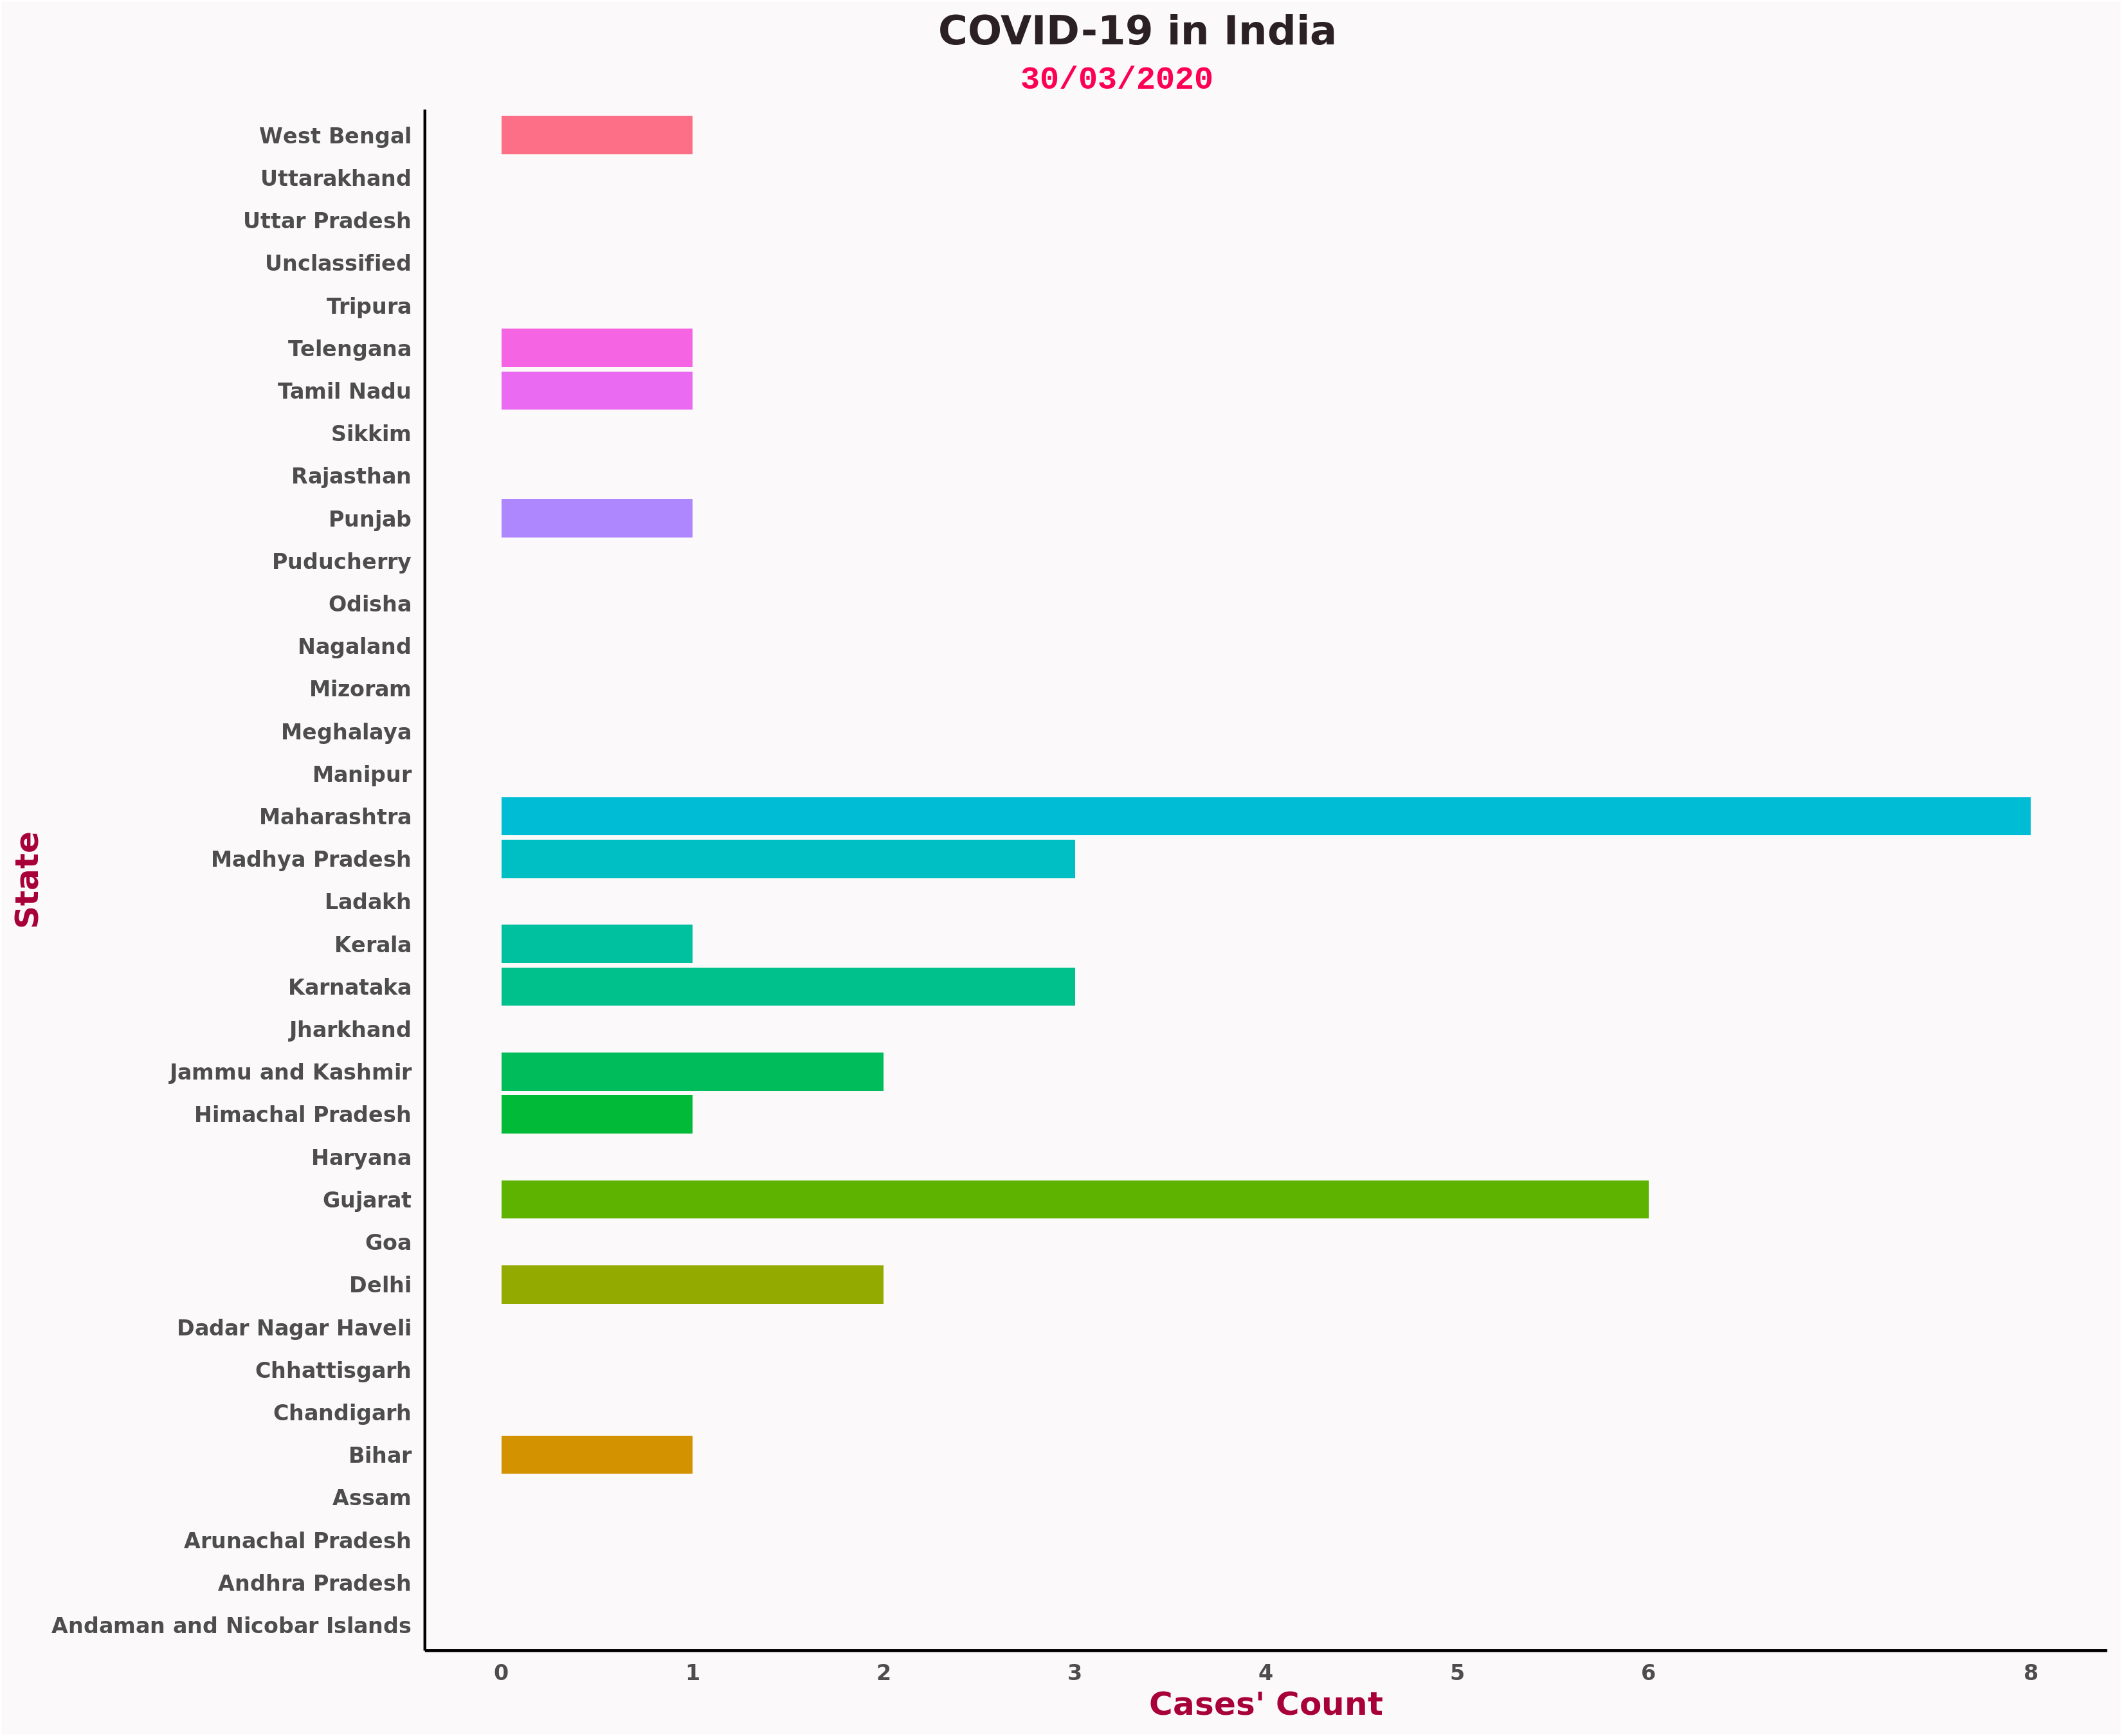 COVID-19 in India
30/03/2020
West Bengal
Uttarakhand
Uttar Pradesh
Unclassified
Tripura
Telengana
Tamil Nadu
Sikkim
Rajasthan
Punjab
Puducherry
Odisha
Nagaland
Mizoram
Meghalaya
Manipur
Maharashtra
Madhya Pradesh
Ladakh
Kerala
Karnataka
Jharkhand
Jammu and Kashmir
Himachal Pradesh
Haryana
Gujarat
Goa
Delhi
Dadar Nagar Haveli
Chhattisgarh
Chandigarh
Bihar
Assam
Arunachal Pradesh
Andhra Pradesh
Andaman and Nicobar Islands
State
0 1 2 3 4 5 6 8
Cases' Count